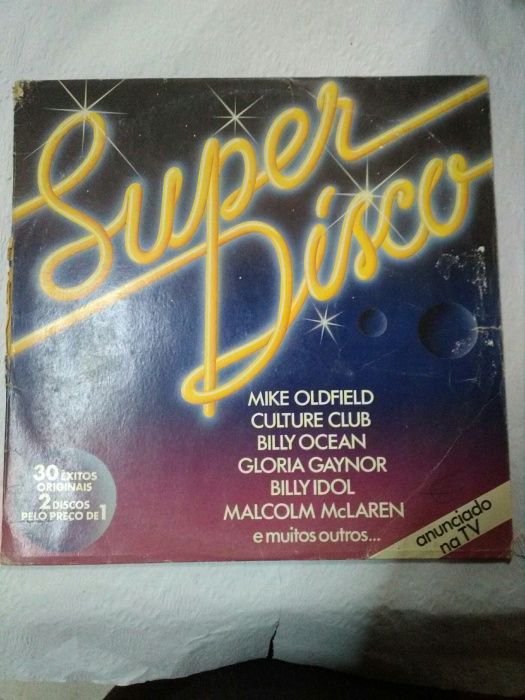 Super
Disco
MIKE OLDFIELD
CULTURE CLUB
BILLY OCEAN
GLORIA GAYNOR
BILLY IDOL
MALCOLM McLAREN
e muitos outros...
30 ÊXITOS
ORIGINAIS
2 DISCOS
PELO PREÇO DE 1
anunciado
na TV